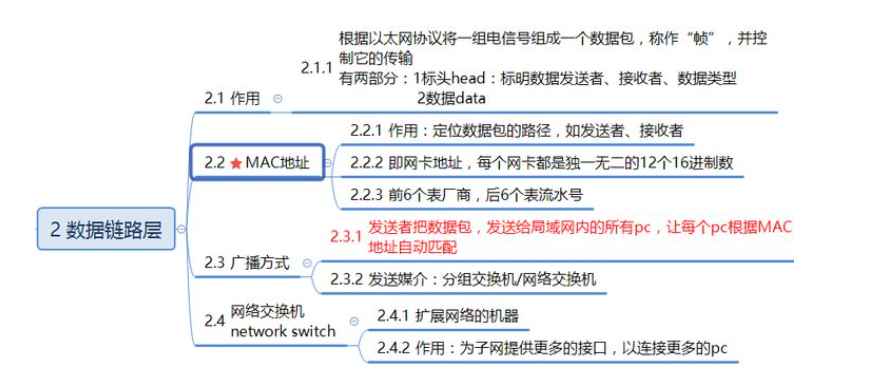 2 数据链路层
2.1 作用
2.1.1
根据以太网协议将一组电信号组成一个数据包，称作“帧”，并控
制它的传输
有两部分：1标头head：标明数据发送者、接收者、数据类型
2数据data
2.2 ★ MAC地址
2.2.1 作用：定位数据包的路径，如发送者、接收者
2.2.2 即网卡地址，每个网卡都是独一无二的12个16进制数
2.2.3 前6个表厂商，后6个表流水号
2.3 广播方式
2.3.1
发送者把数据包，发送给局域网内的所有pc，让每个pc根据MAC
地址自动匹配
2.3.2 发送媒介：分组交换机/网络交换机
2.4
网络交换机
network switch
2.4.1 扩展网络的机器
2.4.2 作用：为子网提供更多的接口，以连接更多的pc